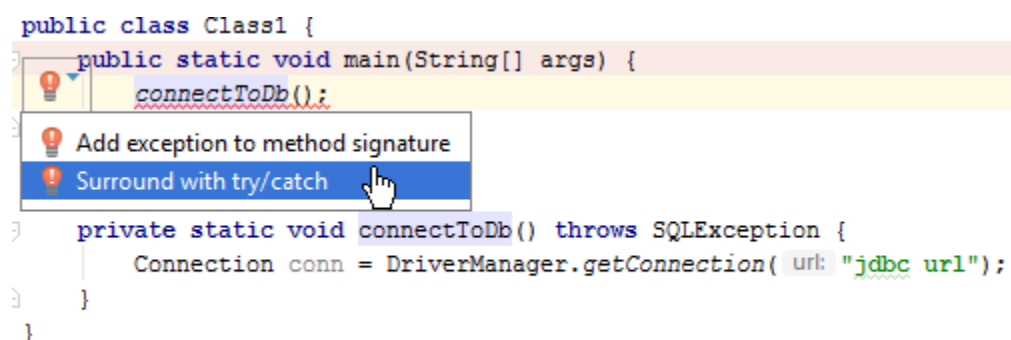 public class Class1 {
public static void main(String[] args) {
connectToDb();
Add exception to method signature
Surround with try/catch
private static void connectToDb() throws SQLException {
Connection conn = DriverManager.getConnection( url: "jdbc url");
}
}